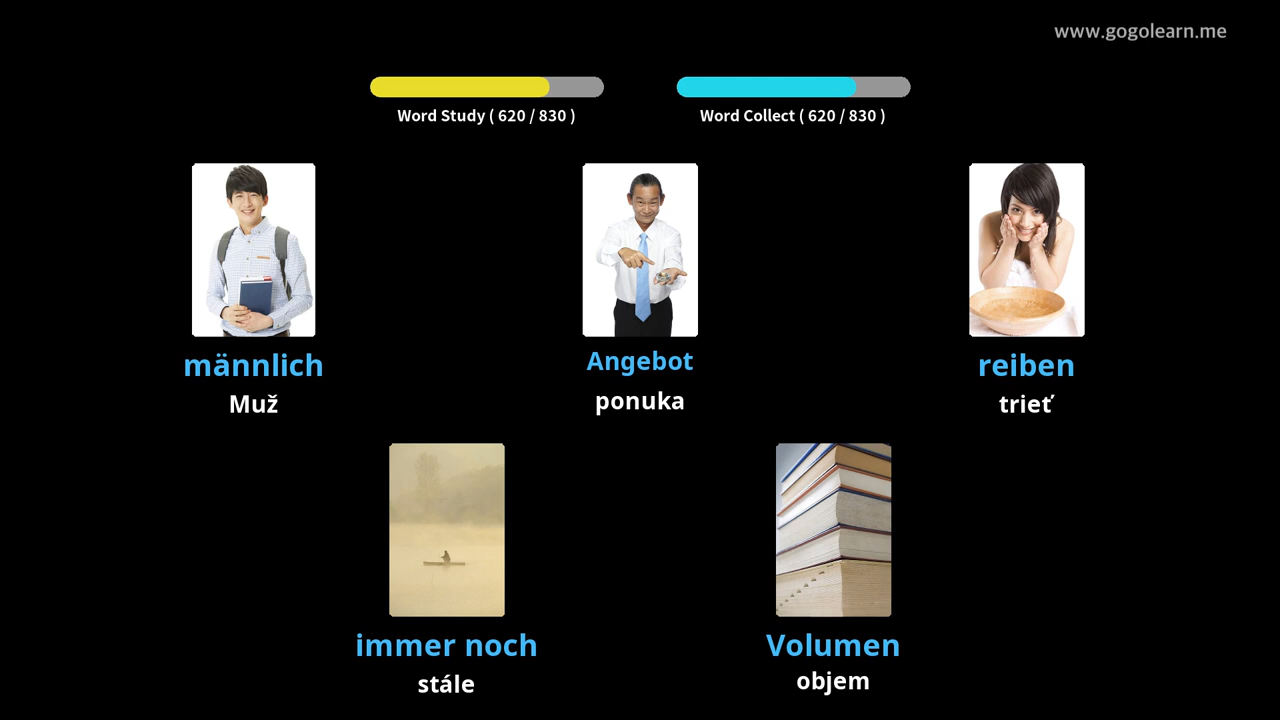 www.gogolearn.me
Word Study ( 620 / 830 )
Word Collect ( 620 / 830 )
männlich
Muž
Angebot
ponuka
reiben
trieť
immer noch
stále
Volumen
objem